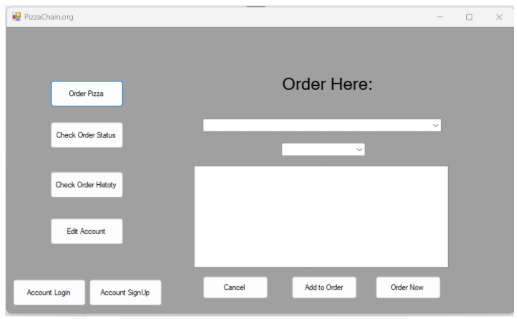 PizzaChain.org
Order Here:
Order Pizza
Check Order Status
Check Order Histoty
Edit Account
Account Login
Account SignUp
Cancel
Add to Order
Order Now